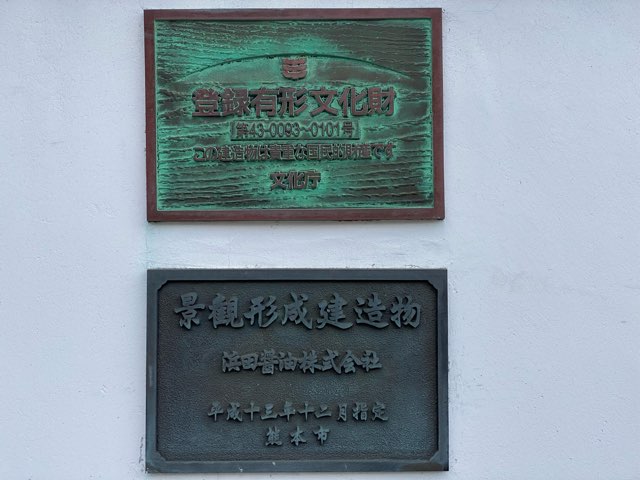 登録有形文化財
第43-0093~0101号
この建造物は貴重な国民的財産です
文化庁
景観形成建造物
浜田醤油株式会社
平成十三年十二月指定
熊本市